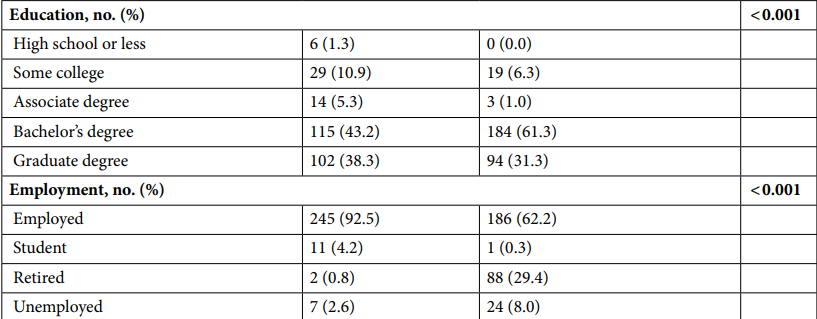 Education, no. (%) <0.001
High school or less 6 (1.3) 0 (0.0)
Some college 29 (10.9) 19 (6.3)
Associate degree 14 (5.3) 3 (1.0)
Bachelor’s degree 115 (43.2) 184 (61.3)
Graduate degree 102 (38.3) 94 (31.3)
Employment, no. (%) <0.001
Employed 245 (92.5) 186 (62.2)
Student 11 (4.2) 1 (0.3)
Retired 2 (0.8) 88 (29.4)
Unemployed 7 (2.6) 24 (8.0)